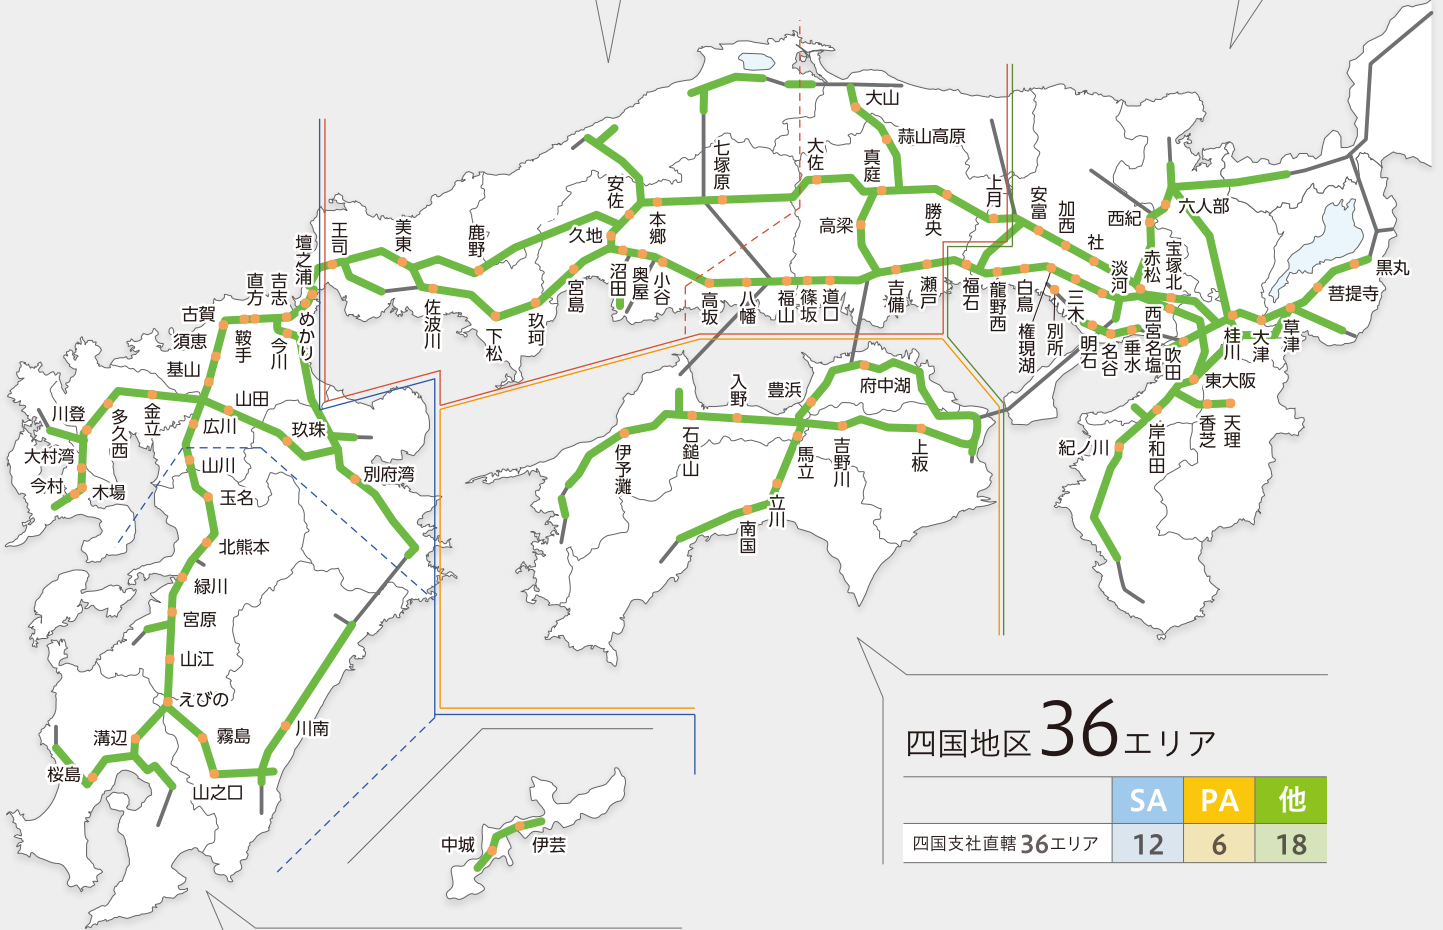 大山
蒜山高原
七塚原
大佐
真庭
上月
安佐
本郷
高梁
勝央
安富
加西
社
西紀
六人部
宝塚北
赤松
淡河
王司
美東
鹿野
久地
沼田
奥屋
小谷
宮島
佐波川
下松
玖珂
高坂
八幡
福山
篠坂
道口
吉備
瀬戸
福石
龍野西
白鳥
権現湖
別所
三木
明石
名谷
垂水
西宮名塩
吹田
桂川
大津
草津
菩提寺
黒丸
東大阪
香芝
天理
岸和田
紀ノ川
壇之浦
めかり
吉志
直方
古賀
鞍手
今川
須恵
基山
山田
金立
多久西
川登
大村湾
今村
木場
広川
玖珠
別府湾
山川
玉名
北熊本
緑川
宮原
山江
えびの
溝辺
桜島
霧島
山之口
川南
入野
豊浜
府中湖
石鎚山
伊予灘
馬立
吉野川
上板
立川
南国
中城
伊芸
四国地区36エリア
SA PA 他
四国支社直轄36エリア 12 6 18